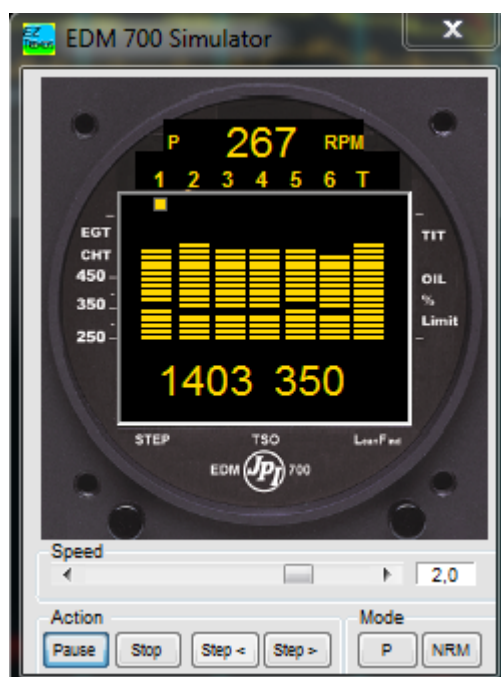 EZ
EDM 700 Simulator
X
P 267 RPM
1 2 3 4 5 6 T
EGT
CHT
450
350
250
TIT
OIL
%
Limit
1403 350
STEP TSO LeanFind
EDM JPI 700
Speed
2,0
Action
Pause Stop Step < Step >
Mode
P NRM